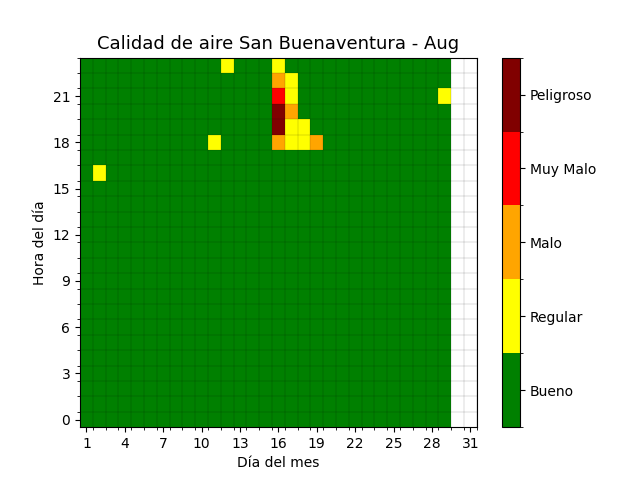 Calidad de aire San Buenaventura - Aug
Hora del día
21
18
15
12
9
6
3
0
1 4 7 10 13 16 19 22 25 28 31
Día del mes
Peligroso
Muy Malo
Malo
Regular
Bueno